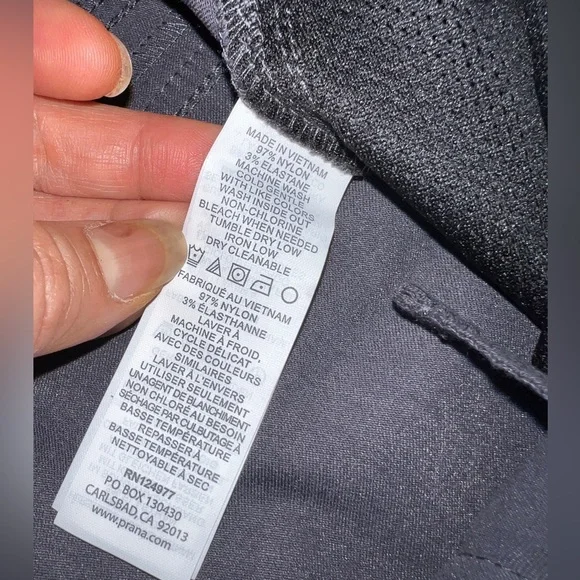 MADE IN VIETNAM
97% NYLON
3% ELASTANE
MACHINE WASH
COLD GENTLE
WITH LIKE COLORS
WASH INSIDE OUT
NON-CHLORINE
BLEACH WHEN NEEDED
TUMBLE DRY LOW
IRON LOW
DRY CLEANABLE
FABRIQUÉ AU VIETNAM
97% NYLON
3% ÉLASTHANNE
LAVER À
MACHINE À FROID,
CYCLE DÉLICAT
AVEC DES COULEURS
SIMILAIRES
LAVER À L'ENVERS
UTILISER SEULEMENT
UN AGENT DE BLANCHIMENT
NON CHLORÉ AU BESOIN
SÉCHAGE PAR CULBUTAGE À
BASSE TEMPÉRATURE
REPASSER À
BASSE TEMPÉRATURE
NETTOYABLE À SEC
RN124977
PO BOX 130430
CARLSBAD, CA 92013
www.prana.com